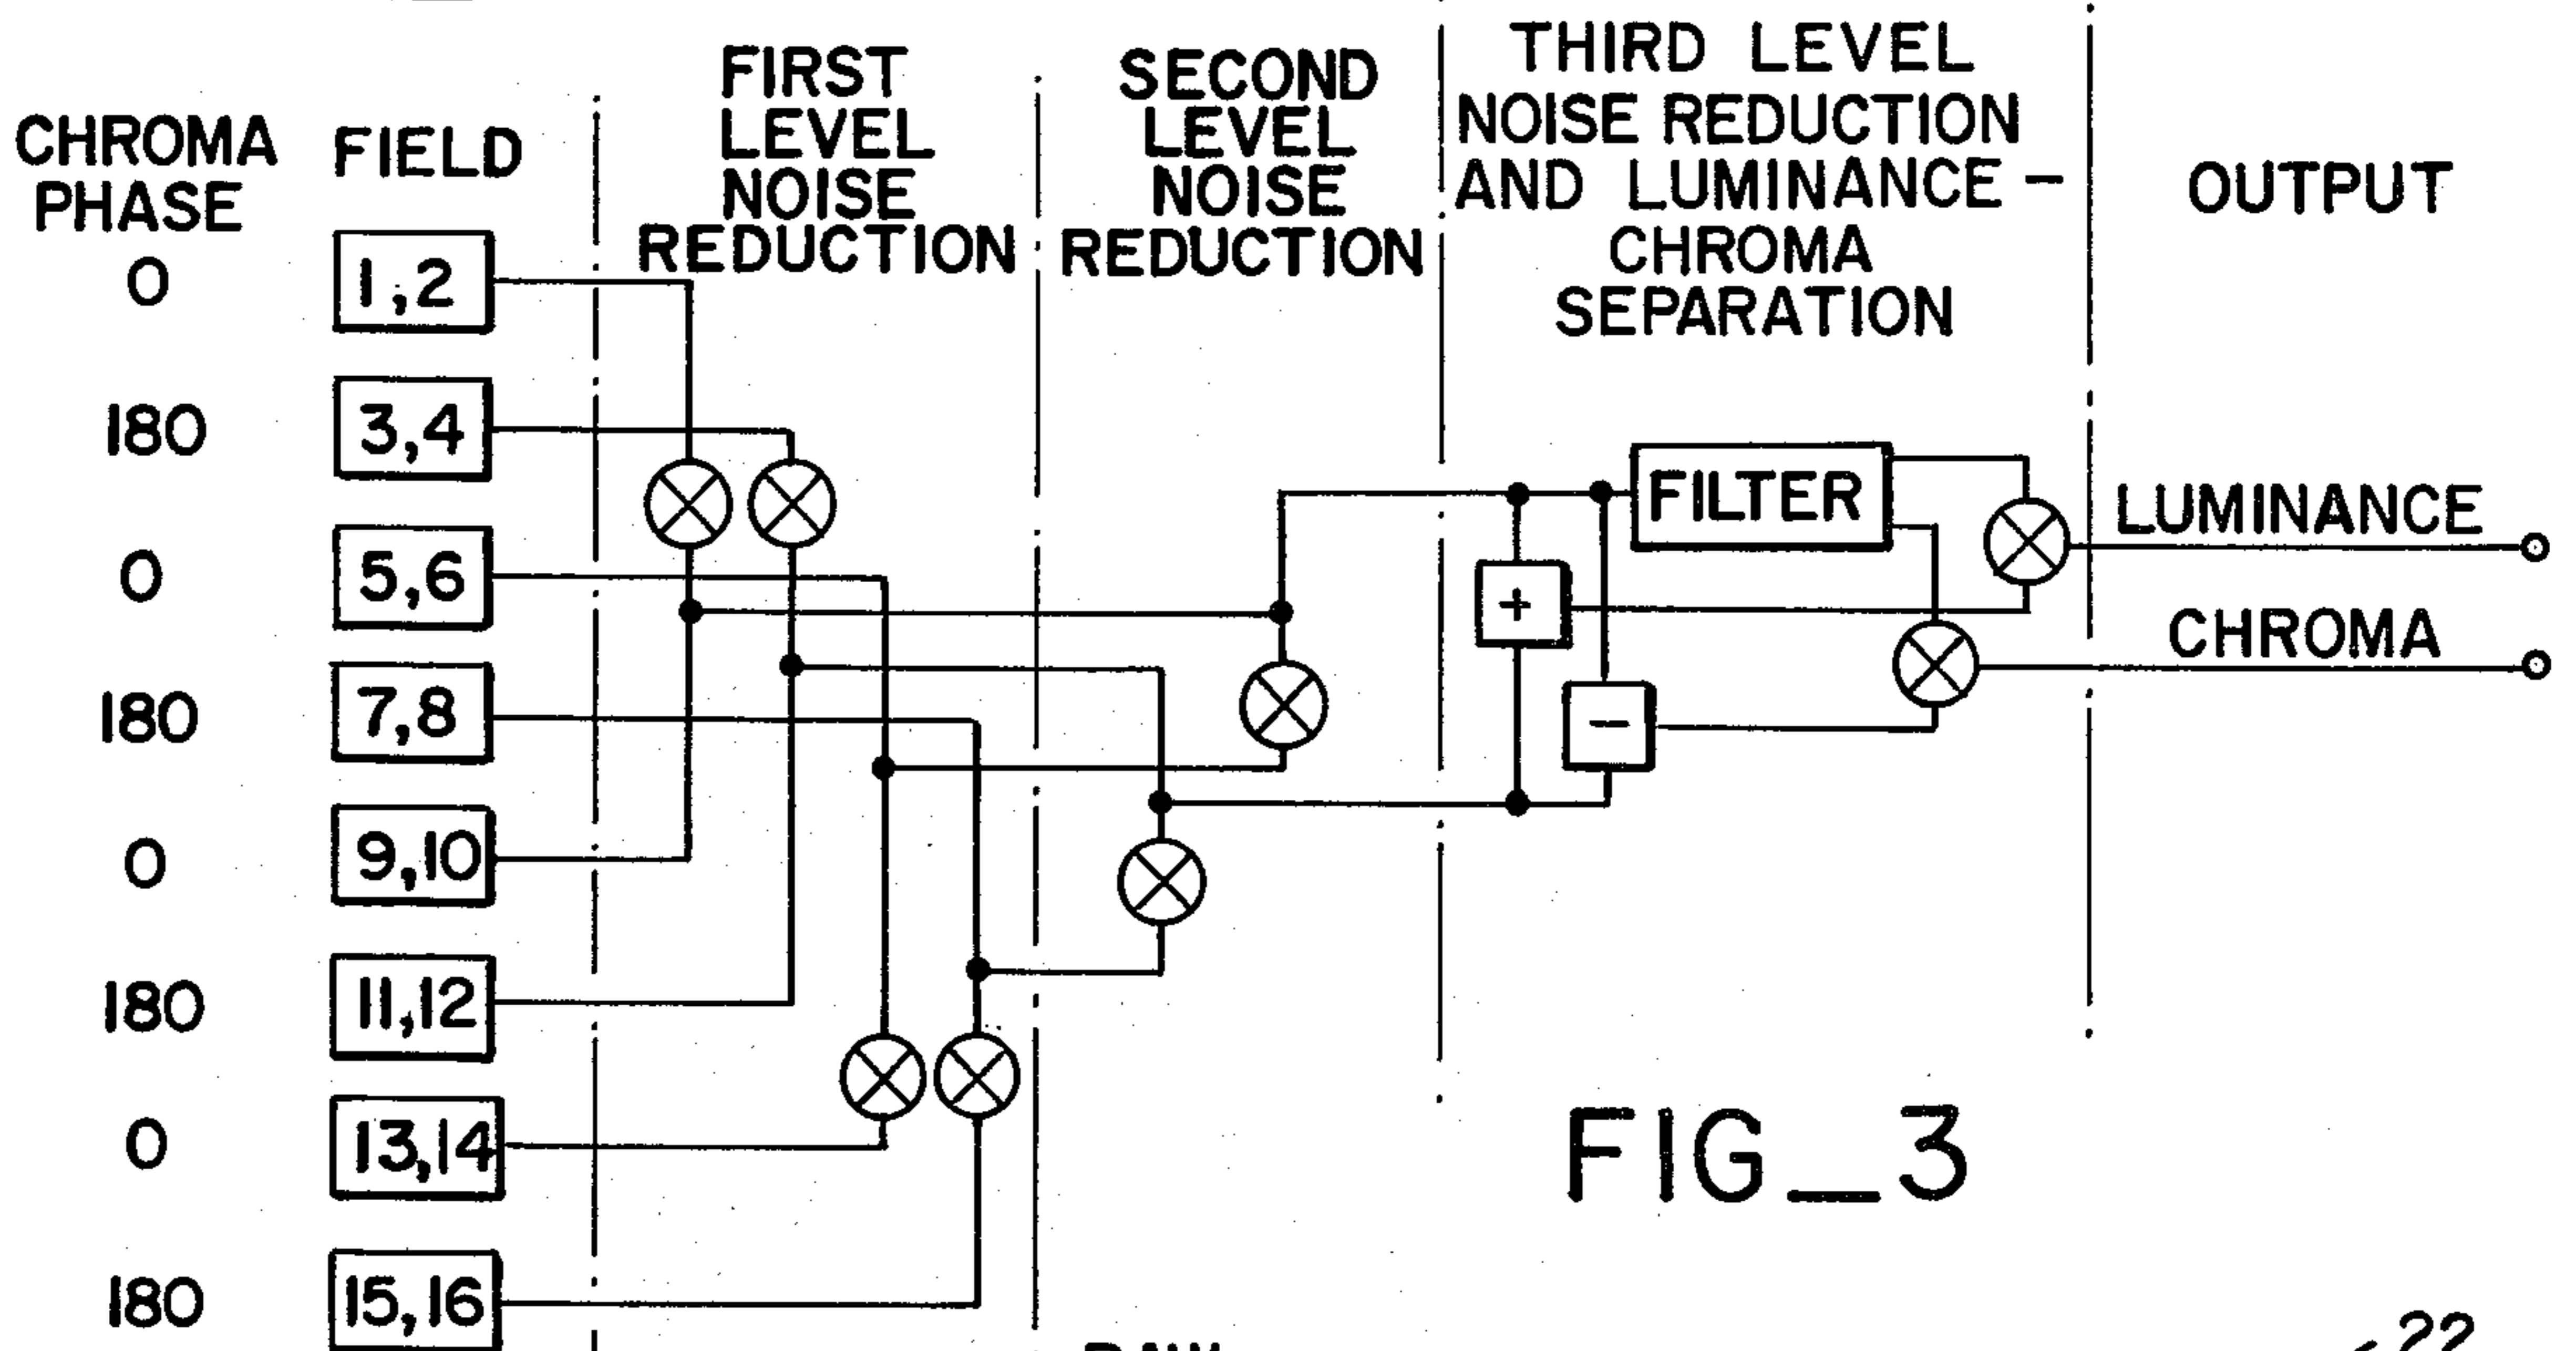 CHROMA
PHASE
FIELD
FIRST
LEVEL
NOISE
REDUCTION
SECOND
LEVEL
NOISE
REDUCTION
THIRD LEVEL
NOISE REDUCTION
AND LUMINANCE –
CHROMA
SEPARATION
OUTPUT
0 1,2
180 3,4
0 5,6
180 7,8
0 9,10
180 11,12
0 13,14
180 15,16
FILTER
+
−
LUMINANCE
CHROMA
FIG_3
22